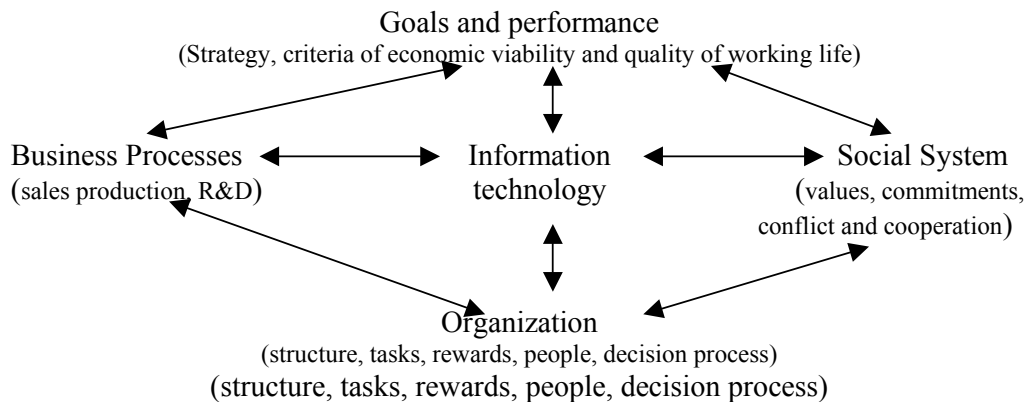 Goals and performance
(Strategy, criteria of economic viability and quality of working life)
Business Processes
(sales production, R&D)
Information
technology
Social System
(values, commitments,
conflict and cooperation)
Organization
(structure, tasks, rewards, people, decision process)
(structure, tasks, rewards, people, decision process)